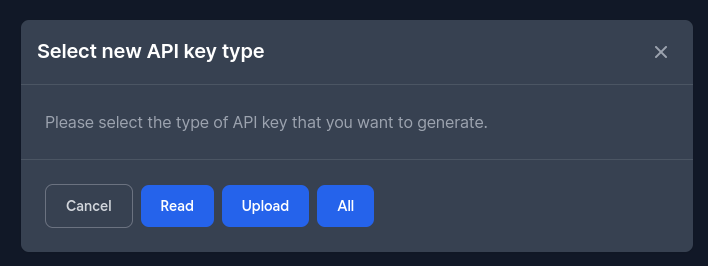 Select new API key type
Please select the type of API key that you want to generate.
Cancel Read Upload All